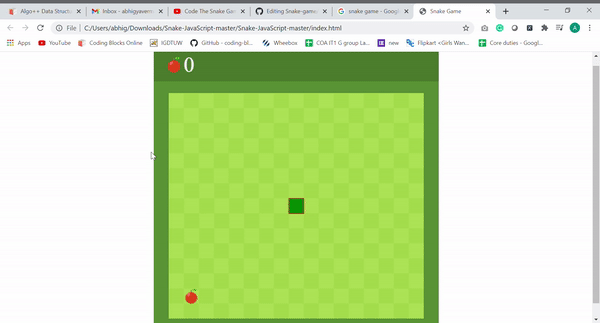 Algo++ Data Structu
Inbox - abhigyaverm
Code The Snake Gam
Editing Snake-game
snake game - Googl
Snake Game
File | C:/Users/abhig/Downloads/Snake-JavaScript-master/Snake-JavaScript-master/index.html
Apps
YouTube
Coding Blocks Online
IGDTUW
GitHub - coding-bl...
Wheebox
COA IT1 G group La...
new
Flipkart <Girls Wan...
Core duties - Googl...
0